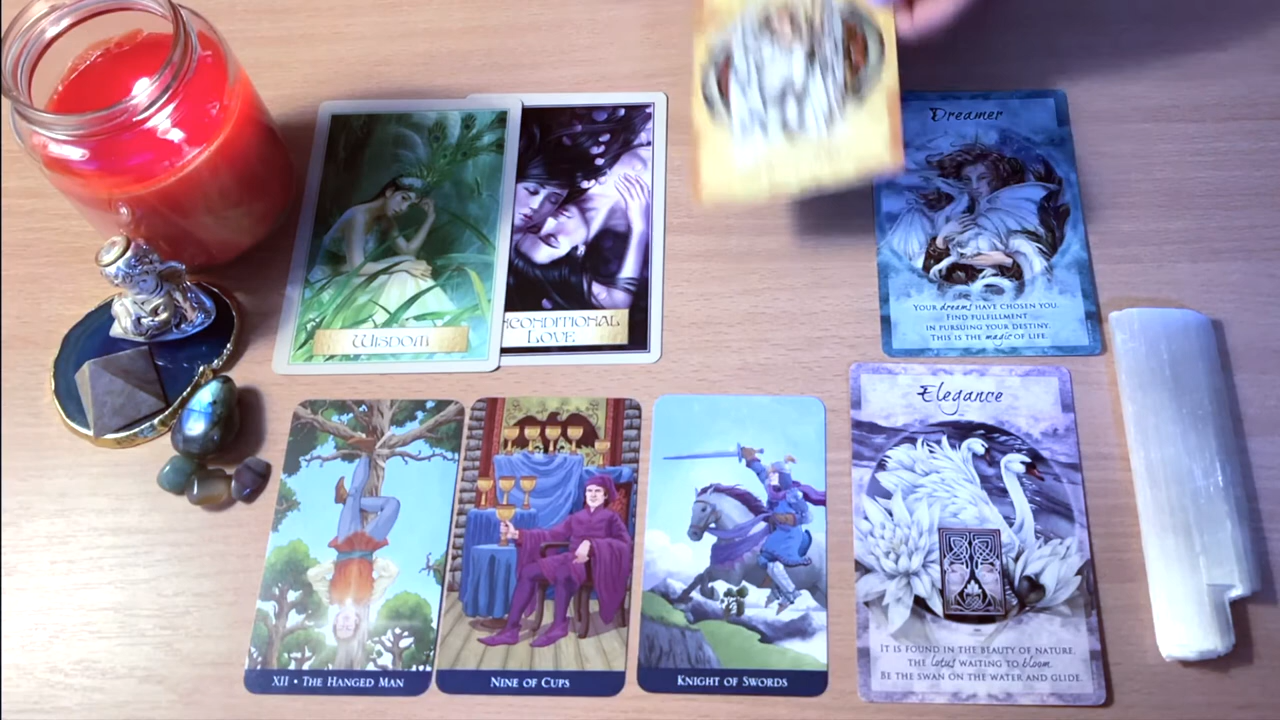 Dreamer
WISDOM
CONDITIONAL
LOVE
YOUR dreams HAVE CHOSEN YOU.
FIND FULFILLMENT
IN PURSUING YOUR DESTINY.
THIS IS THE magic OF LIFE.
Elegance
IT IS FOUND IN THE BEAUTY OF NATURE,
THE lotus WAITING TO bloom.
BE THE SWAN ON THE WATER AND GLIDE.
XII • THE HANGED MAN
NINE OF CUPS
KNIGHT OF SWORDS